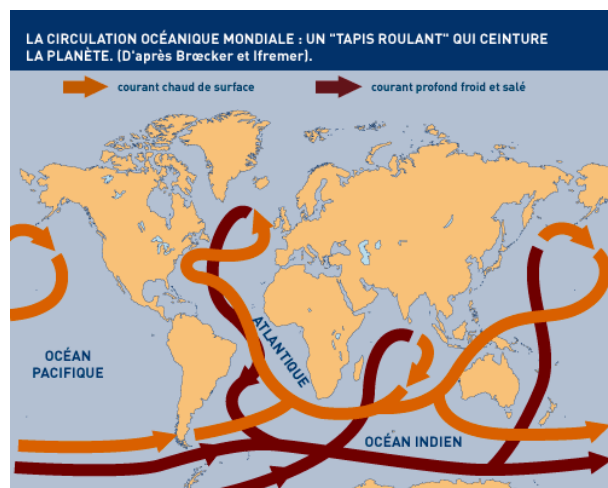 LA CIRCULATION OCÉANIQUE MONDIALE : UN "TAPIS ROULANT" QUI CEINTURE
LA PLANÈTE. (D'après Brœcker et Ifremer).
courant chaud de surface
courant profond froid et salé
ATLANTIQUE
OCÉAN
PACIFIQUE
OCÉAN INDIEN